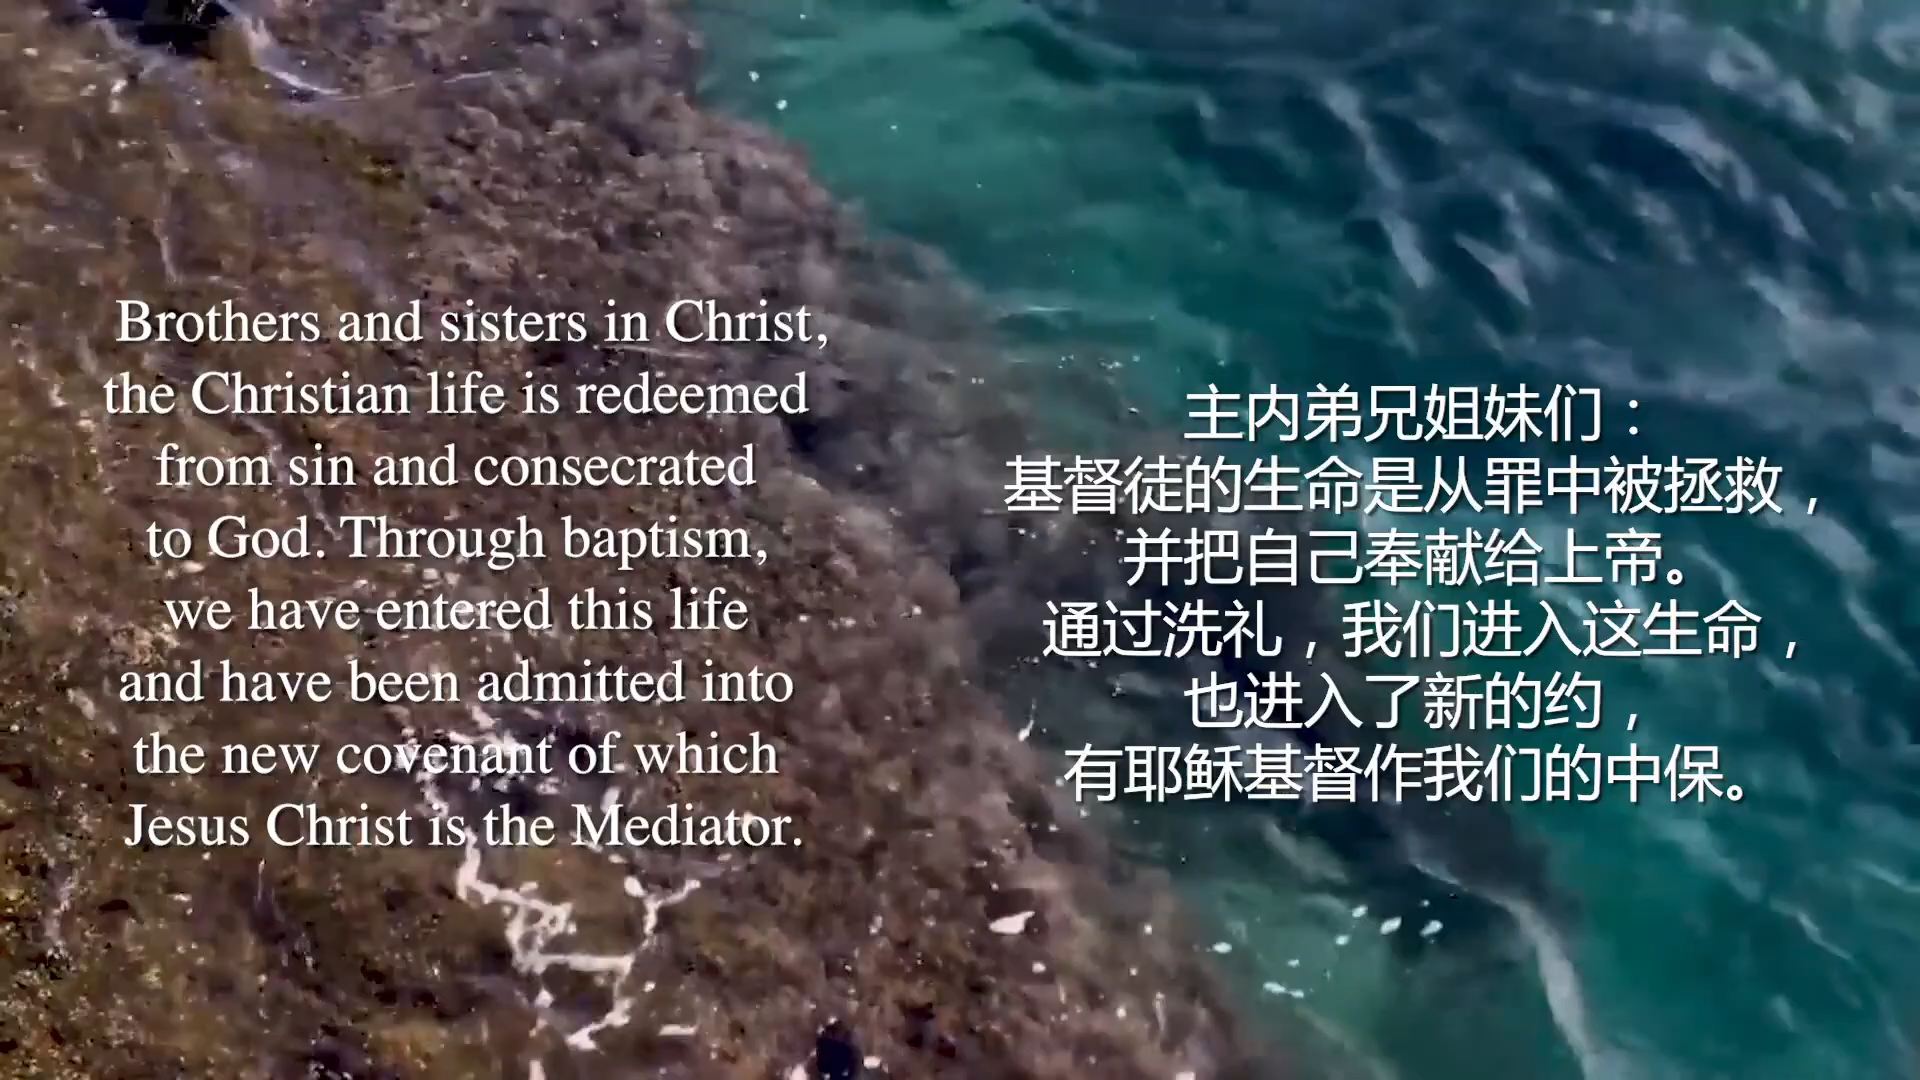 Brothers and sisters in Christ,
the Christian life is redeemed
from sin and consecrated
to God. Through baptism,
we have entered this life
and have been admitted into
the new covenant of which
Jesus Christ is the Mediator.
主内弟兄姐妹们：
基督徒的生命是从罪中被拯救，
并把自己奉献给上帝。
通过洗礼，我们进入这生命，
也进入了新的约，
有耶稣基督作我们的中保。